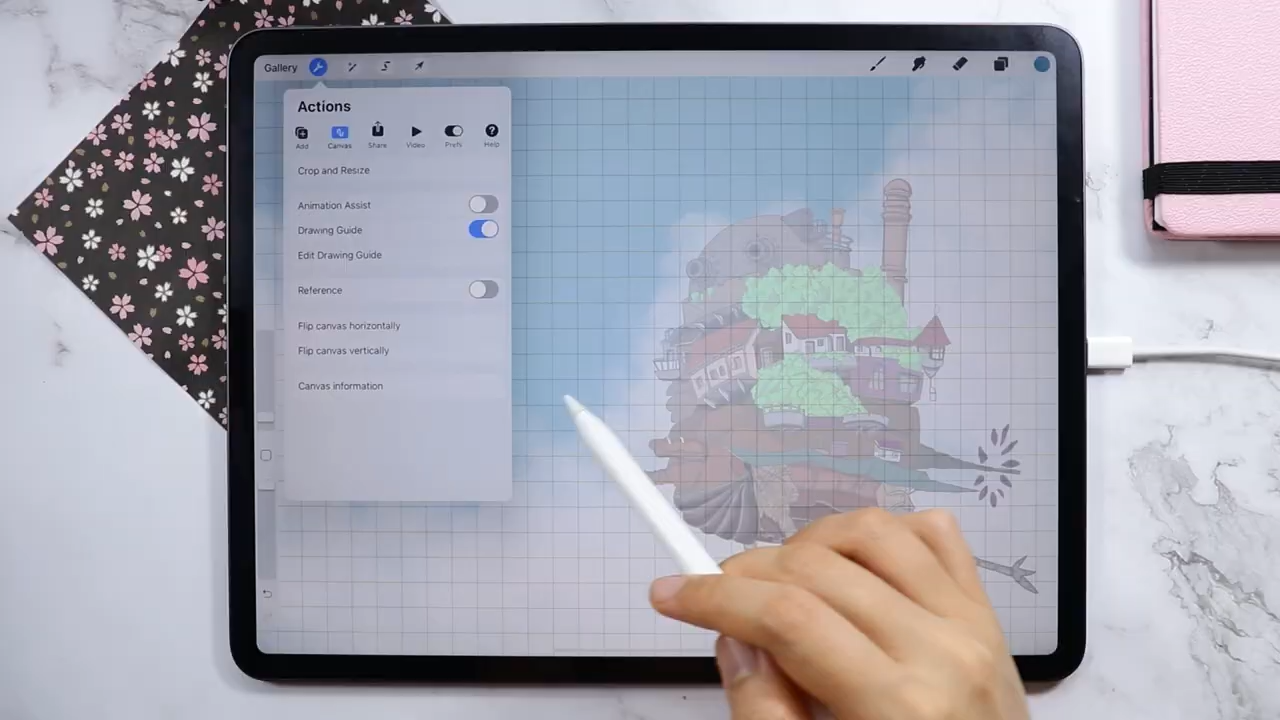 Gallery
Actions
Add Canvas Share Video Prefs Help
Crop and Resize
Animation Assist
Drawing Guide
Edit Drawing Guide
Reference
Flip canvas horizontally
Flip canvas vertically
Canvas information